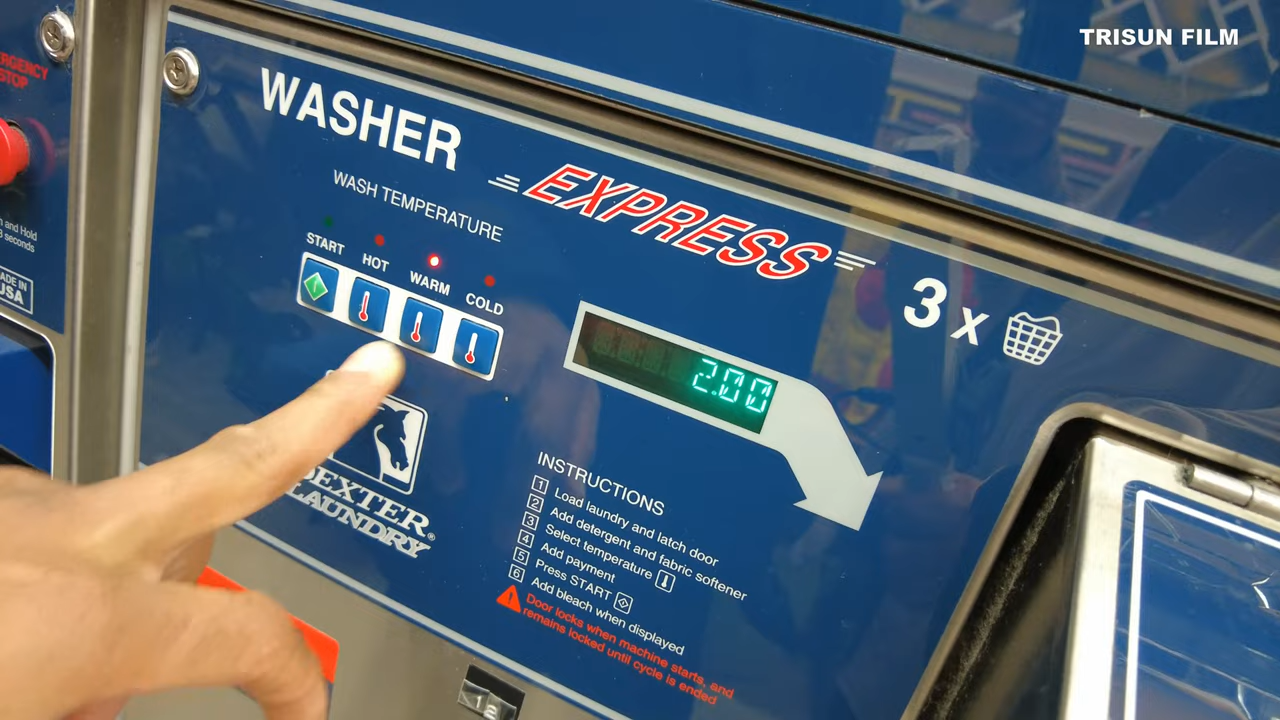 TRISUN FILM
STOP
WASHER
EXPRESS
3 x
WASH TEMPERATURE
START
HOT
WARM
COLD
2.00
and Hold
3 seconds
MADE IN
USA
DEXTER
LAUNDRY®
INSTRUCTIONS
1 Load laundry and latch door
2 Add detergent and fabric softener
3 Select temperature
4 Add payment
5 Press START
6 Add bleach when displayed
Door locks when machine starts, and
remains locked until cycle is ended